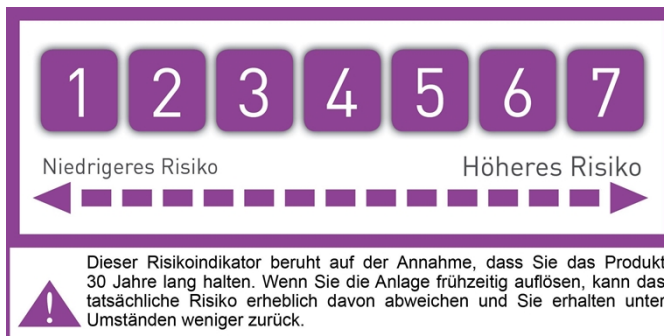 1 2 3 4 5 6 7
Niedrigeres Risiko Höheres Risiko
Dieser Risikoindikator beruht auf der Annahme, dass Sie das Produkt
30 Jahre lang halten. Wenn Sie die Anlage frühzeitig auflösen, kann das
tatsächliche Risiko erheblich davon abweichen und Sie erhalten unter
Umständen weniger zurück.